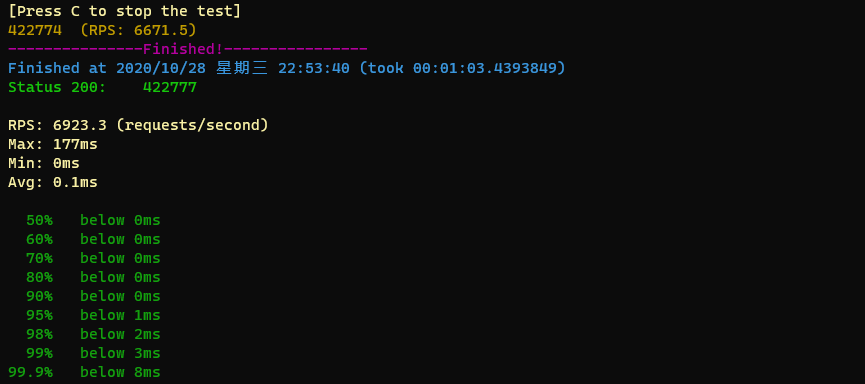 [Press C to stop the test]
422774  (RPS: 6671.5)
---------------Finished!----------------
Finished at 2020/10/28 星期三 22:53:40 (took 00:01:03.4393849)
Status 200:    422777

RPS: 6923.3 (requests/second)
Max: 177ms
Min: 0ms
Avg: 0.1ms

  50%   below 0ms
  60%   below 0ms
  70%   below 0ms
  80%   below 0ms
  90%   below 0ms
  95%   below 1ms
  98%   below 2ms
  99%   below 3ms
99.9%   below 8ms